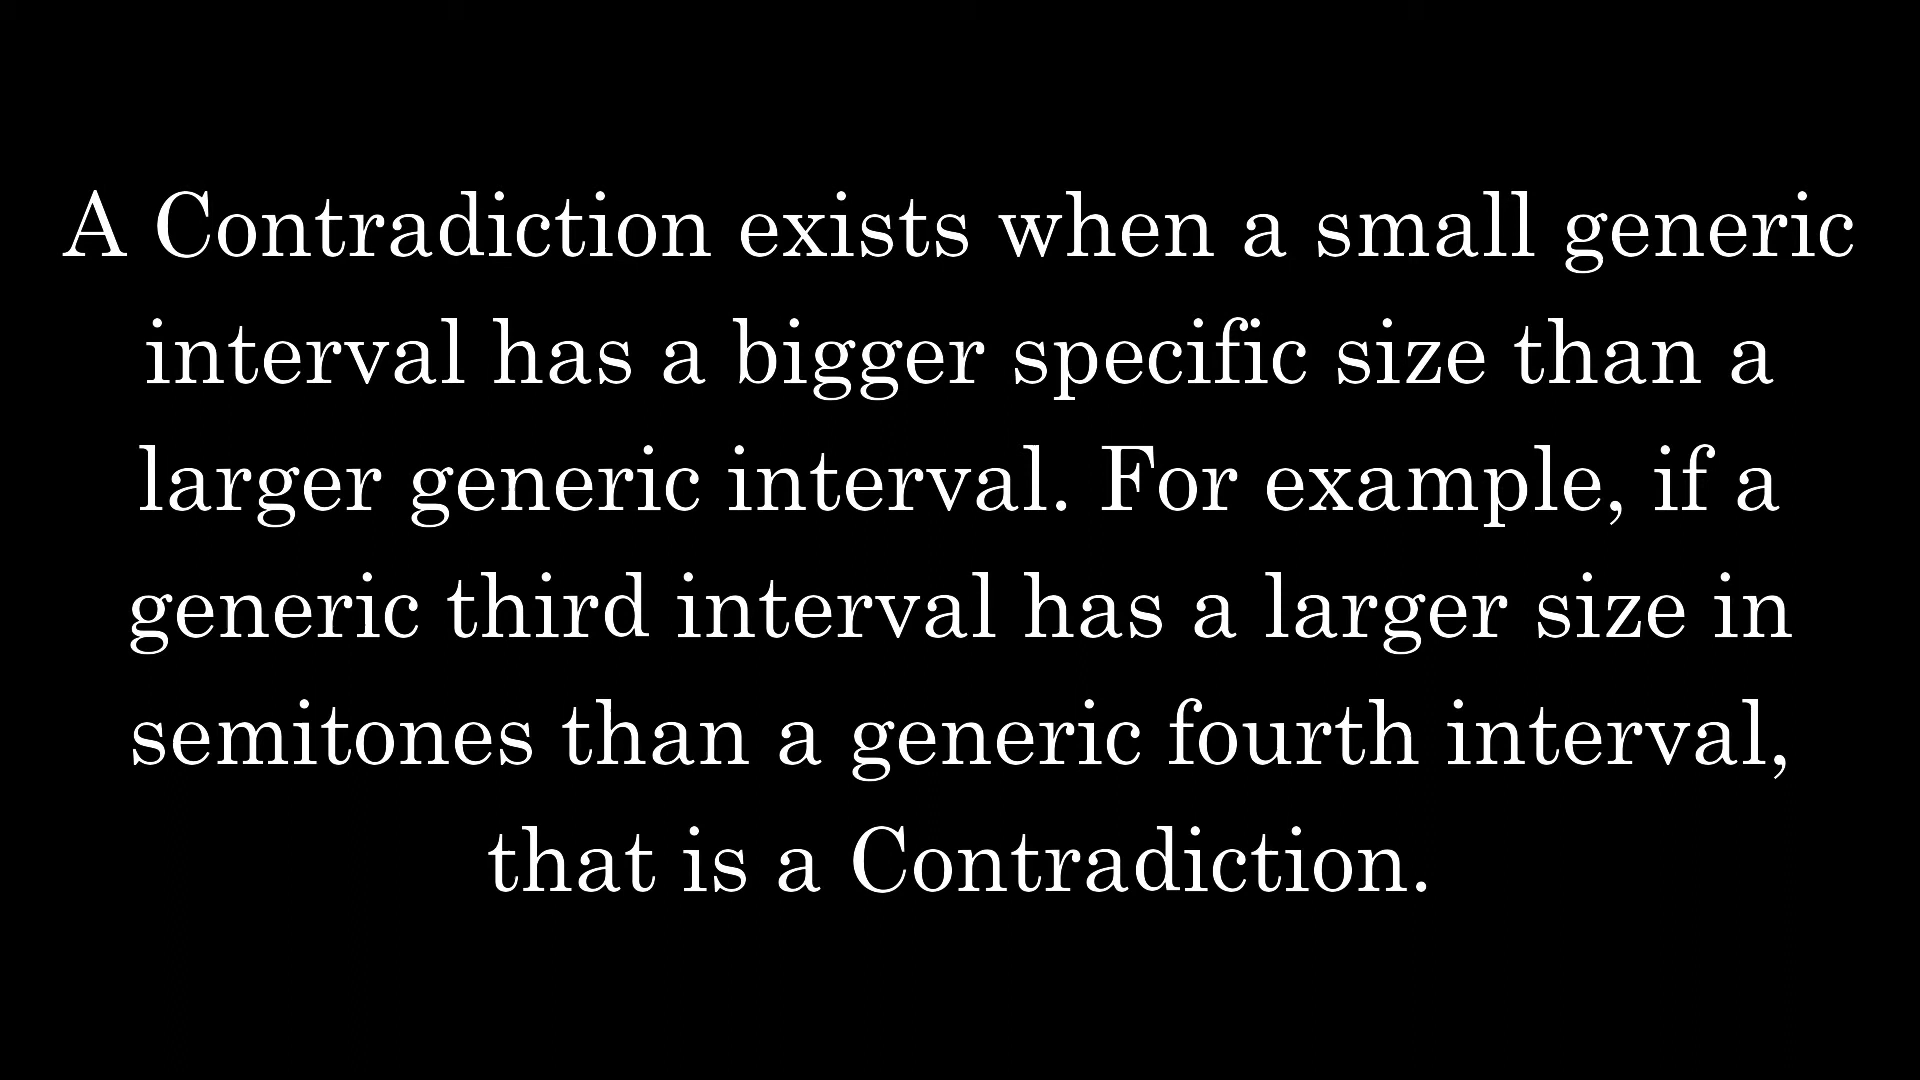 A Contradiction exists when a small generic
interval has a bigger specific size than a
larger generic interval. For example, if a
generic third interval has a larger size in
semitones than a generic fourth interval,
that is a Contradiction.